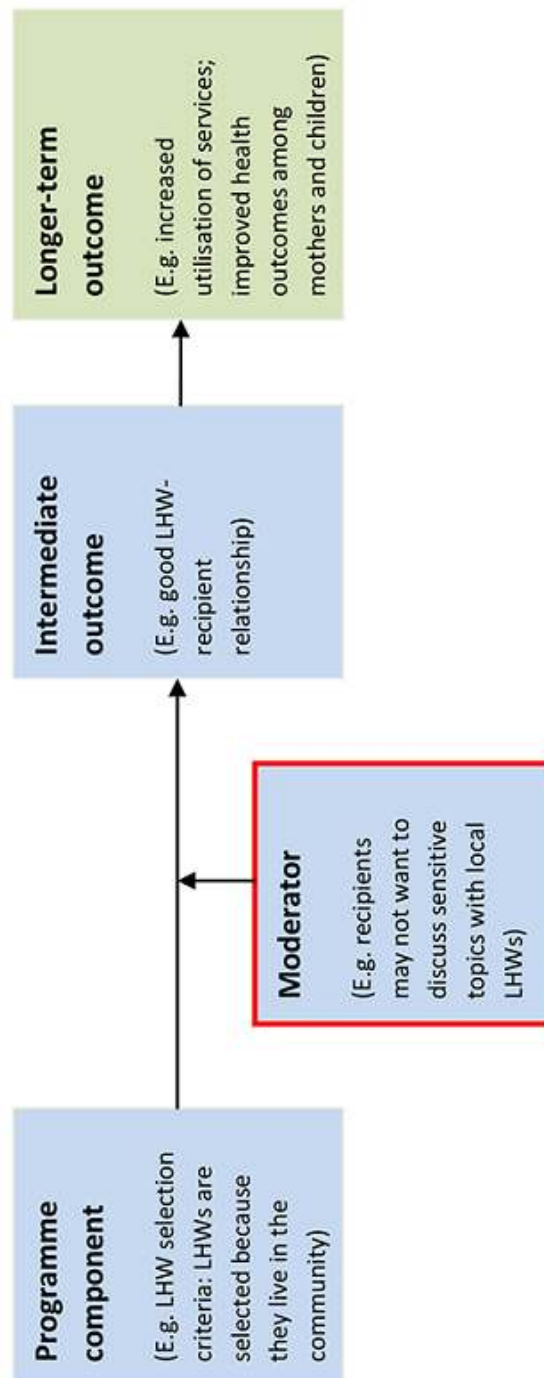 Programme
component
(E.g. LHW selection
criteria: LHWs are
selected because
they live in the
community)
Moderator
(E.g. recipients
may not want to
discuss sensitive
topics with local
LHWs)
Intermediate
outcome
(E.g. good LHW-
recipient
relationship)
Longer-term
outcome
(E.g. increased
utilisation of services;
improved health
outcomes among
mothers and children)